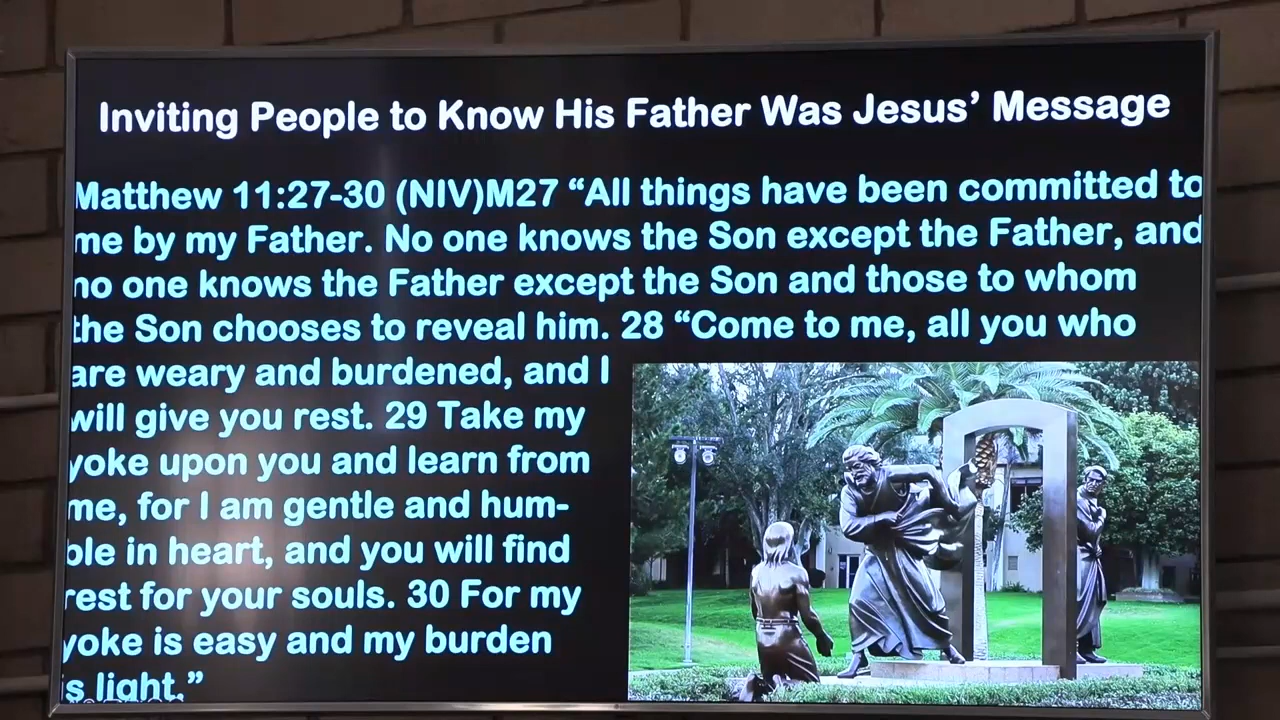 Inviting People to Know His Father Was Jesus’ Message
Matthew 11:27-30 (NIV)M27 “All things have been committed to
me by my Father. No one knows the Son except the Father, and
no one knows the Father except the Son and those to whom
the Son chooses to reveal him. 28 “Come to me, all you who
are weary and burdened, and I
will give you rest. 29 Take my
yoke upon you and learn from
me, for I am gentle and hum-
ble in heart, and you will find
rest for your souls. 30 For my
yoke is easy and my burden
is light.”